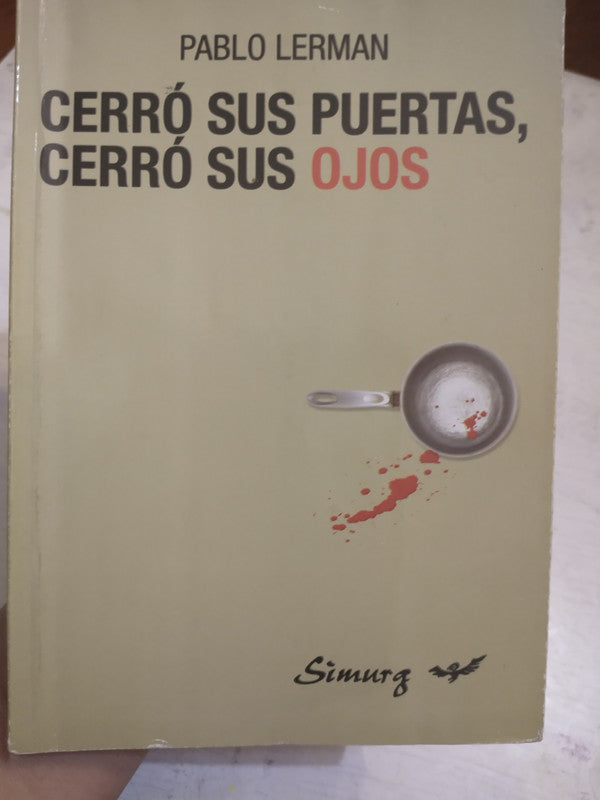 PABLO LERMAN
CERRÓ SUS PUERTAS,
CERRÓ SUS OJOS
Simurg